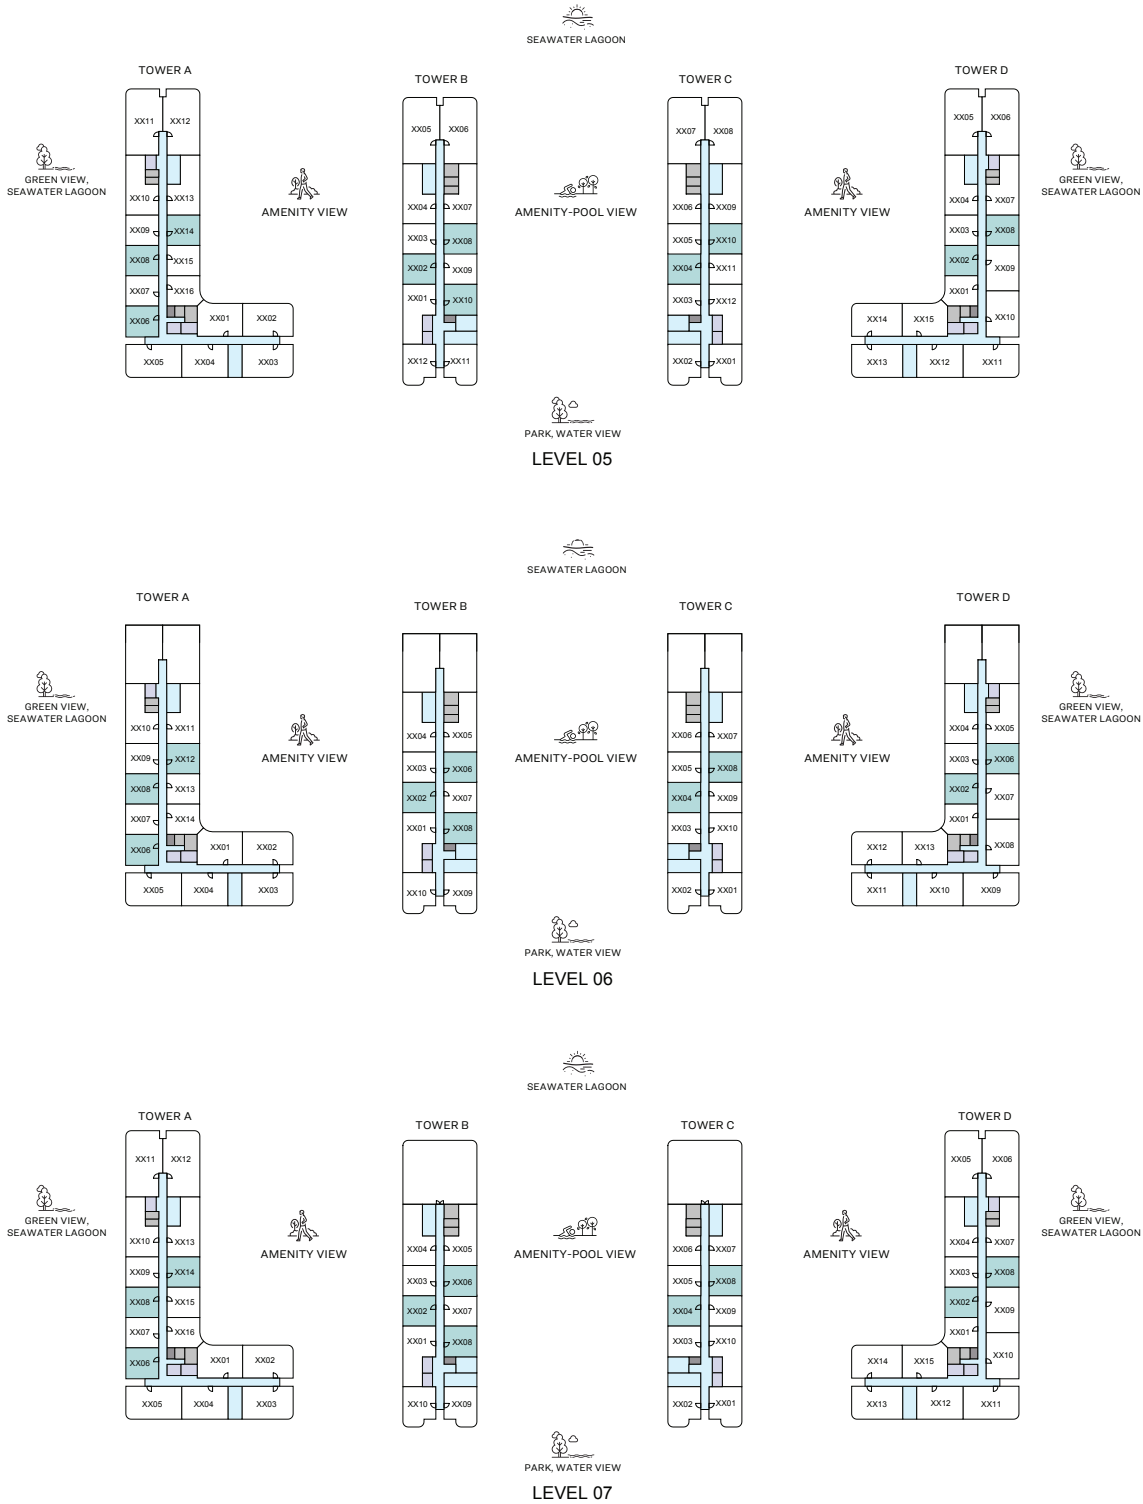 SEAWATER LAGOON
TOWER A
TOWER B
TOWER C
TOWER D
XX11 XX12
XX05 XX06
XX07 XX08
XX05 XX06
GREEN VIEW,
SEAWATER LAGOON
AMENITY VIEW
AMENITY-POOL VIEW
AMENITY VIEW
GREEN VIEW,
SEAWATER LAGOON
XX10 XX13
XX04 XX07
XX06 XX09
XX04 XX07
XX09 XX14
XX03 XX08
XX05 XX10
XX03 XX08
XX08 XX15
XX02 XX09
XX04 XX11
XX02 XX09
XX07 XX16
XX01 XX10
XX03 XX12
XX01
XX06 XX01 XX02
XX14 XX15 XX10
XX05 XX04 XX03
XX12 XX11
XX02 XX01
XX13 XX12 XX11
PARK, WATER VIEW
LEVEL 05
SEAWATER LAGOON
TOWER A
TOWER B
TOWER C
TOWER D
GREEN VIEW,
SEAWATER LAGOON
AMENITY VIEW
AMENITY-POOL VIEW
AMENITY VIEW
GREEN VIEW,
SEAWATER LAGOON
XX10 XX11
XX04 XX05
XX06 XX07
XX04 XX05
XX09 XX12
XX03 XX06
XX05 XX08
XX03 XX06
XX08 XX13
XX02 XX07
XX04 XX09
XX02 XX07
XX07 XX14
XX01 XX08
XX03 XX10
XX01
XX06 XX01 XX02
XX12 XX13 XX08
XX05 XX04 XX03
XX10 XX09
XX02 XX01
XX11 XX10 XX09
PARK, WATER VIEW
LEVEL 06
SEAWATER LAGOON
TOWER A
TOWER B
TOWER C
TOWER D
XX11 XX12
XX05 XX06
GREEN VIEW,
SEAWATER LAGOON
AMENITY VIEW
AMENITY-POOL VIEW
AMENITY VIEW
GREEN VIEW,
SEAWATER LAGOON
XX10 XX13
XX04 XX05
XX06 XX07
XX04 XX07
XX09 XX14
XX03 XX06
XX05 XX08
XX03 XX08
XX08 XX15
XX02 XX07
XX04 XX09
XX02 XX09
XX07 XX16
XX01 XX08
XX03 XX10
XX01
XX06 XX01 XX02
XX14 XX15 XX10
XX05 XX04 XX03
XX10 XX09
XX02 XX01
XX13 XX12 XX11
PARK, WATER VIEW
LEVEL 07